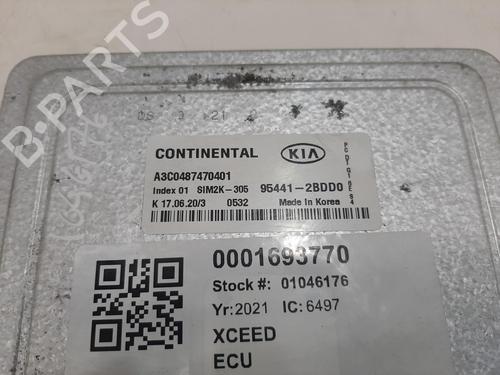 B-PARTS
CONTINENTAL KIA
A3C0487470401
Index 01 SIM2K-305 95441-2BDD0
K 17.06.20/3 0532 Made in Korea
0001693770
Stock #: 01046176
Yr:2021 IC:6497
XCEED
ECU